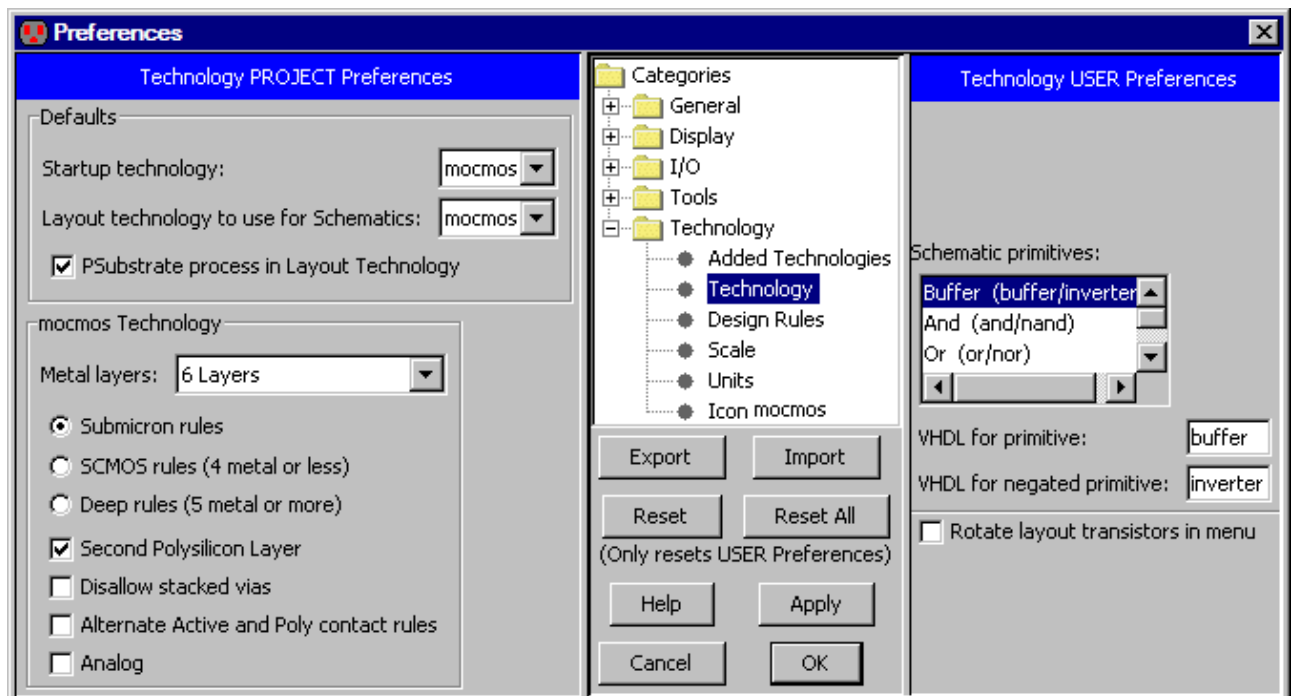 Preferences
Technology PROJECT Preferences
Defaults
Startup technology: mocmos
Layout technology to use for Schematics: mocmos
PSubstrate process in Layout Technology
mocmos Technology
Metal layers: 6 Layers
Submicron rules
SCMOS rules (4 metal or less)
Deep rules (5 metal or more)
Second Polysilicon Layer
Disallow stacked vias
Alternate Active and Poly contact rules
Analog
Categories
General
Display
I/O
Tools
Technology
Added Technologies
Technology
Design Rules
Scale
Units
Icon mocmos
Export Import
Reset Reset All
(Only resets USER Preferences)
Help Apply
Cancel OK
Technology USER Preferences
Schematic primitives:
Buffer (buffer/inverter
And (and/nand)
Or (or/nor)
VHDL for primitive: buffer
VHDL for negated primitive: inverter
Rotate layout transistors in menu